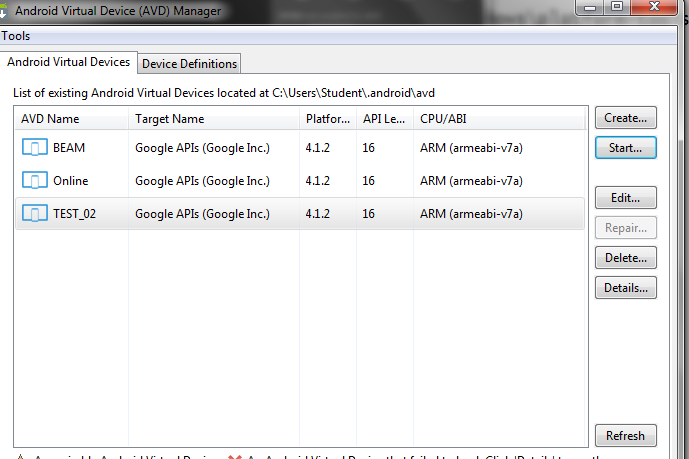 Android Virtual Device (AVD) Manager
Tools
Android Virtual Devices Device Definitions
List of existing Android Virtual Devices located at C:\Users\Student\.android\avd
AVD Name Target Name Platfor... API Le... CPU/ABI
BEAM Google APIs (Google Inc.) 4.1.2 16 ARM (armeabi-v7a)
Online Google APIs (Google Inc.) 4.1.2 16 ARM (armeabi-v7a)
TEST_02 Google APIs (Google Inc.) 4.1.2 16 ARM (armeabi-v7a)
Create...
Start...
Edit...
Repair...
Delete...
Details...
Refresh